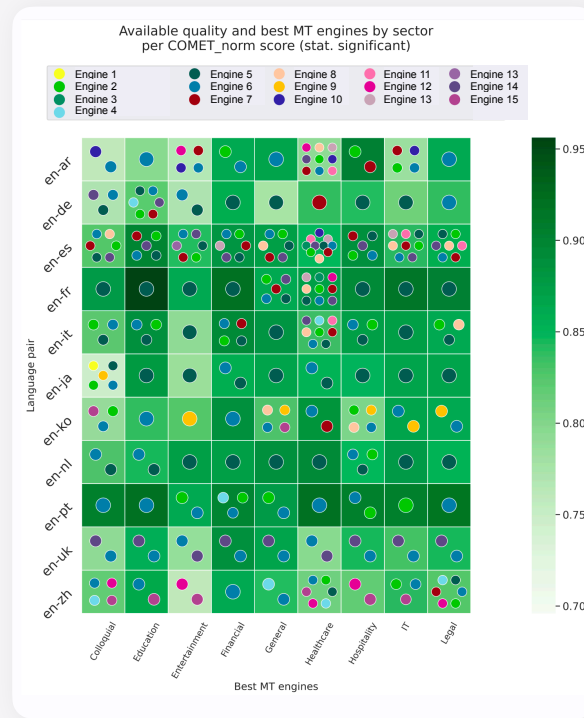 Available quality and best MT engines by sector
per COMET_norm score (stat. significant)
Engine 1 Engine 5 Engine 8 Engine 11 Engine 13
Engine 2 Engine 6 Engine 9 Engine 12 Engine 14
Engine 3 Engine 7 Engine 10 Engine 13 Engine 15
Engine 4
en-ar
en-de
en-es
en-fr
en-it
en-ja
en-ko
en-nl
en-pt
en-uk
en-zh
Language pair
Colloquial
Education
Entertainment
Financial
General
Healthcare
Hospitality
IT
Legal
Best MT engines
0.95
0.90
0.85
0.80
0.75
0.70